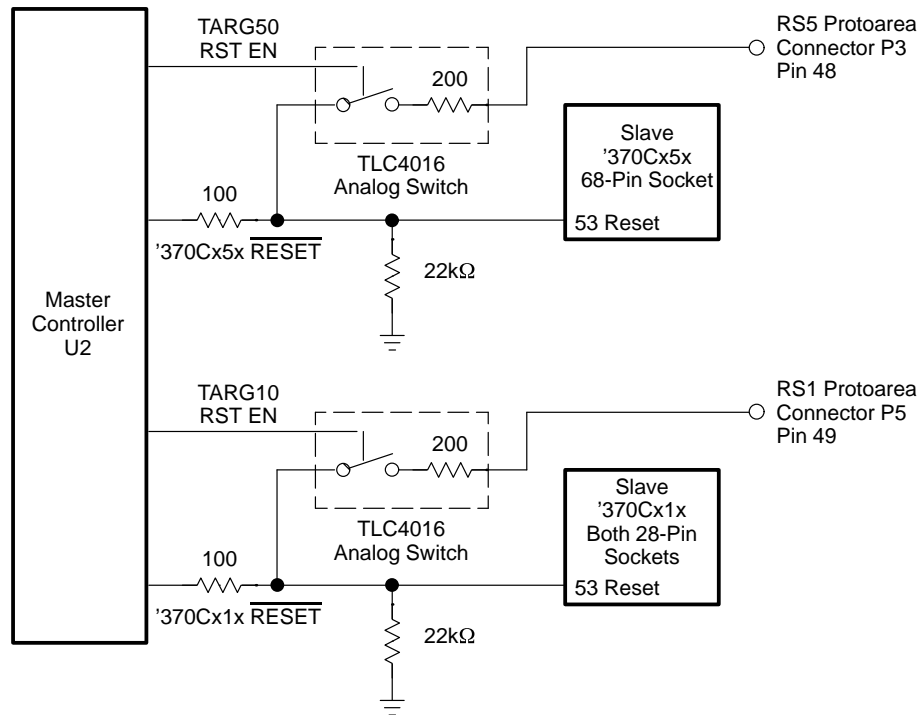 TARG50
RST EN
200
RS5 Protoarea
Connector P3
Pin 48
TLC4016
Analog Switch
Slave
'370Cx5x
68-Pin Socket
53 Reset
100
'370Cx5x RESET
22kΩ
Master
Controller
U2
TARG10
RST EN
200
RS1 Protoarea
Connector P5
Pin 49
TLC4016
Analog Switch
Slave
'370Cx1x
Both 28-Pin
Sockets
53 Reset
100
'370Cx1x RESET
22kΩ